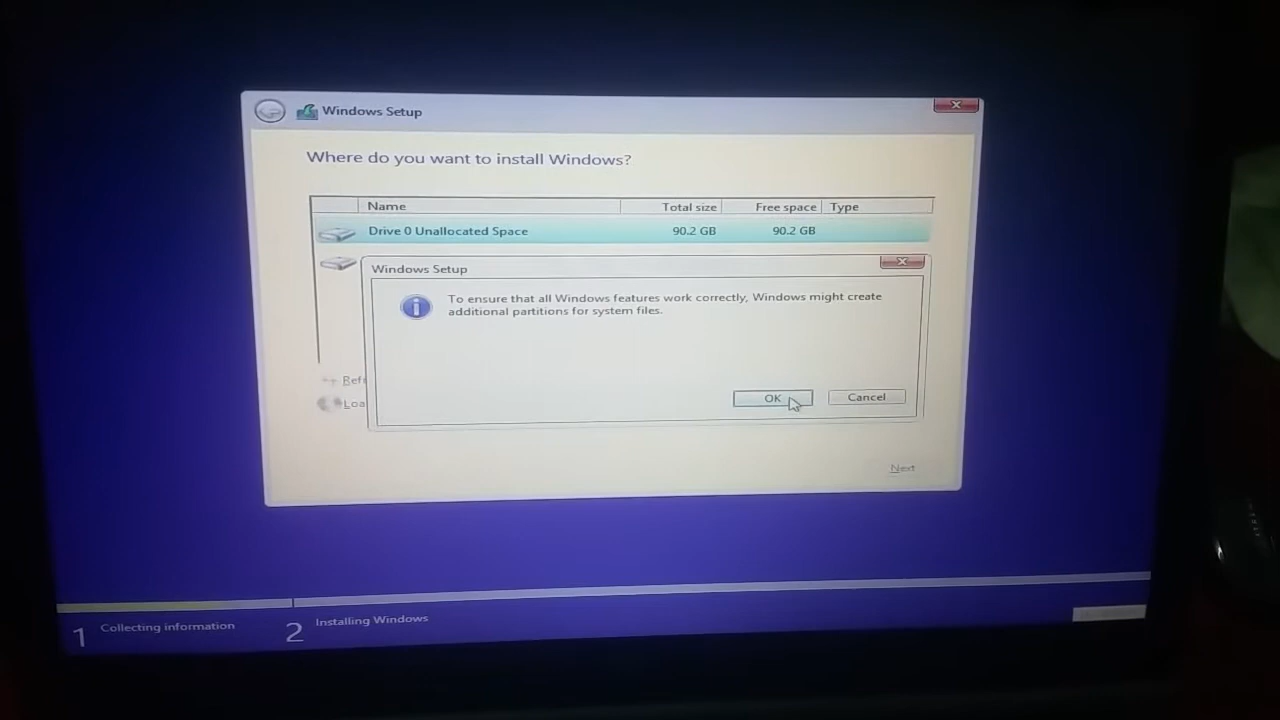 Windows Setup
Where do you want to install Windows?
Name Total size Free space Type
Drive 0 Unallocated Space 90.2 GB 90.2 GB
Windows Setup
To ensure that all Windows features work correctly, Windows might create
additional partitions for system files.
Refr
OK Cancel
Loa
Next
1 Collecting information 2 Installing Windows